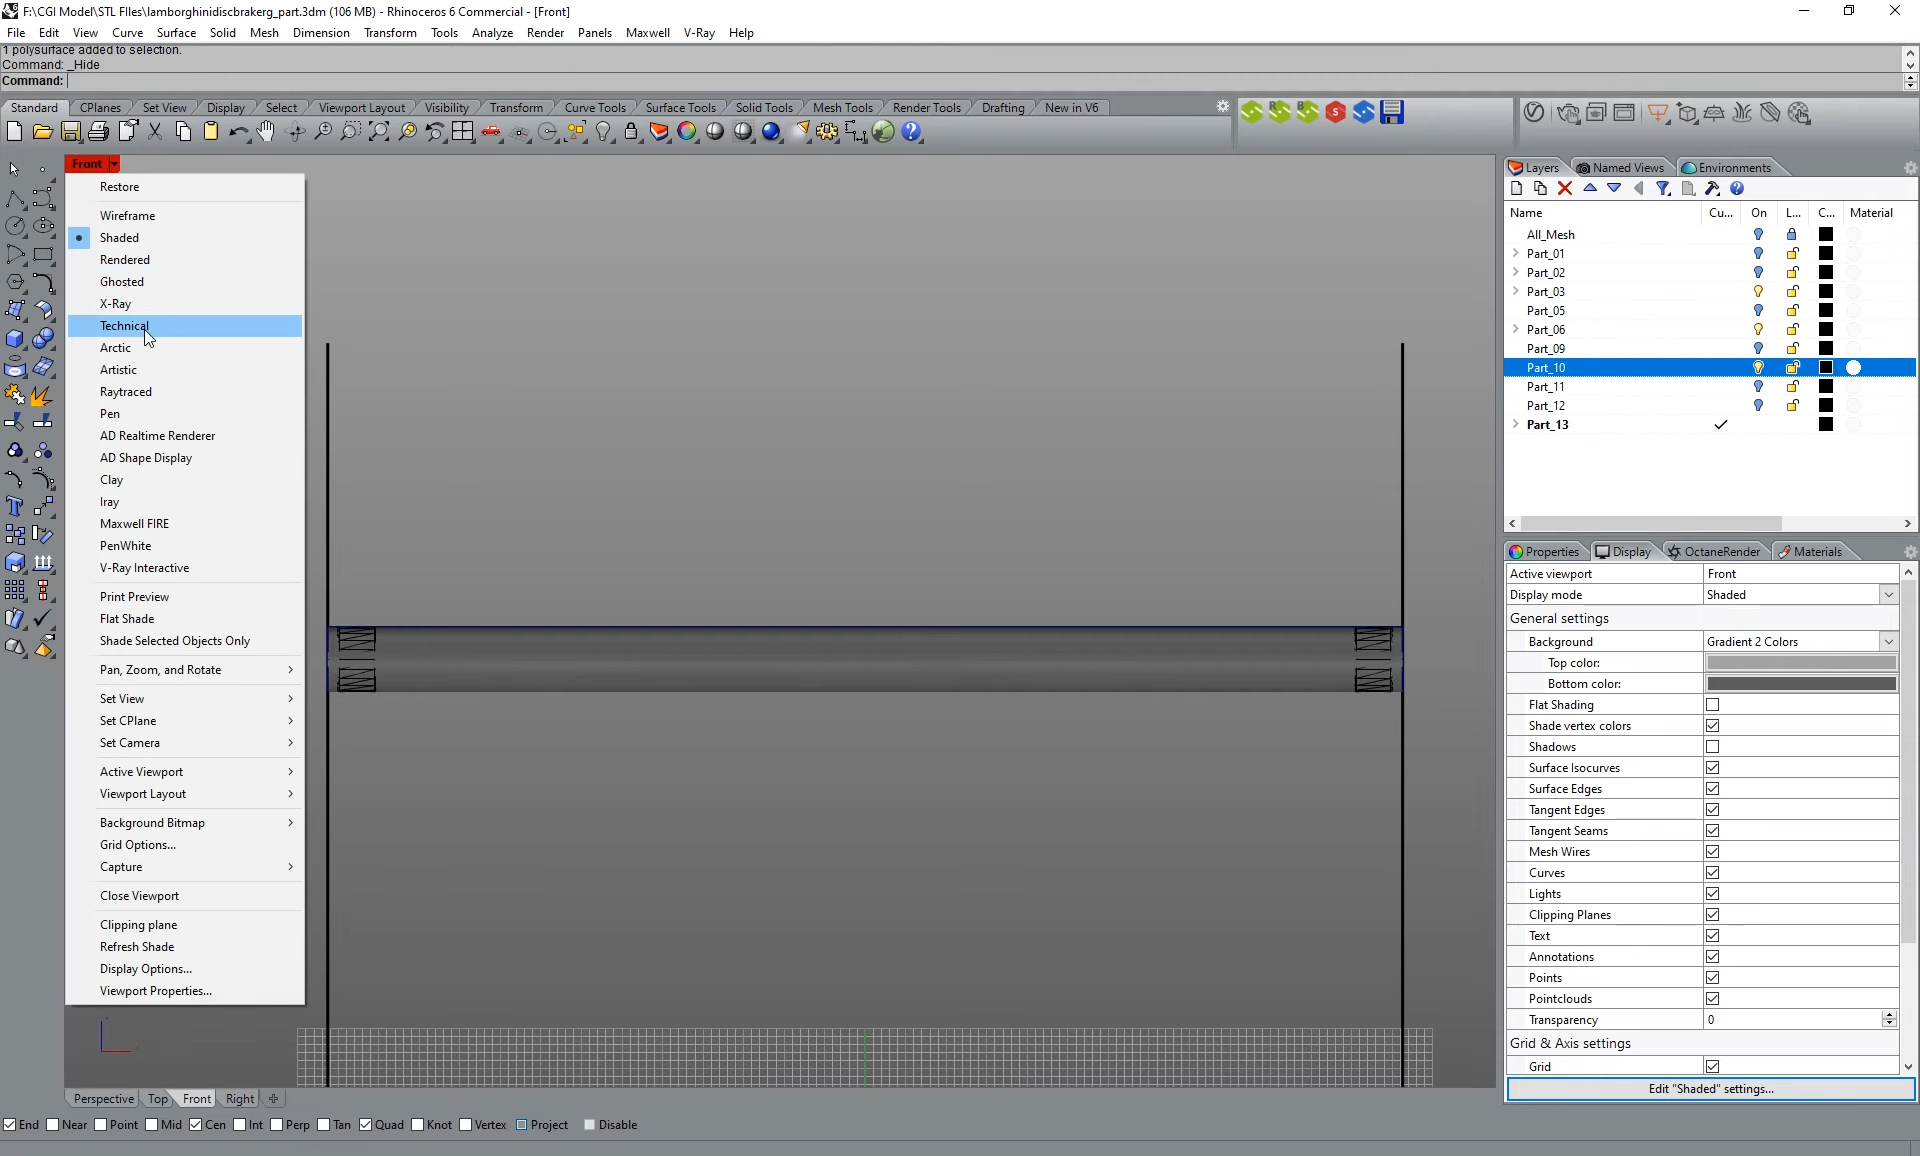 F:\CGI Model\STL FIles\lamborghinidiscbrakerg_part.3dm (106 MB) - Rhinoceros 6 Commercial - [Front]
File Edit View Curve Surface Solid Mesh Dimension Transform Tools Analyze Render Panels Maxwell V-Ray Help
1 polysurface added to selection.
Command: _Hide
Command:
Standard CPlanes Set View Display Select Viewport Layout Visibility Transform Curve Tools Surface Tools Solid Tools Mesh Tools Render Tools Drafting New in V6
Front
Restore
Wireframe
Shaded
Rendered
Ghosted
X-Ray
Technical
Arctic
Artistic
Raytraced
Pen
AD Realtime Renderer
AD Shape Display
Clay
Iray
Maxwell FIRE
PenWhite
V-Ray Interactive
Print Preview
Flat Shade
Shade Selected Objects Only
Pan, Zoom, and Rotate
Set View
Set CPlane
Set Camera
Active Viewport
Viewport Layout
Background Bitmap
Grid Options...
Capture
Close Viewport
Clipping plane
Refresh Shade
Display Options...
Viewport Properties...
Layers Named Views Environments
Name Cu... On L... C... Material
All_Mesh
Part_01
Part_02
Part_03
Part_05
Part_06
Part_09
Part_10
Part_11
Part_12
Part_13
Properties Display OctaneRender Materials
Active viewport Front
Display mode Shaded
General settings
Background Gradient 2 Colors
Top color:
Bottom color:
Flat Shading
Shade vertex colors
Shadows
Surface Isocurves
Surface Edges
Tangent Edges
Tangent Seams
Mesh Wires
Curves
Lights
Clipping Planes
Text
Annotations
Points
Pointclouds
Transparency 0
Grid & Axis settings
Grid
Edit "Shaded" settings...
Perspective Top Front Right
End Near Point Mid Cen Int Perp Tan Quad Knot Vertex Project Disable